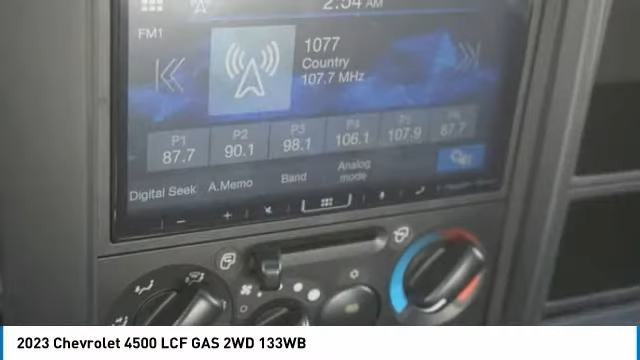 2:54 AM
FM1
1077
Country
107.7 MHz
P1 P2 P3 P4 P5 P6
87.7 90.1 98.1 106.1 107.9 87.7
Digital Seek A.Memo Band Analog mode
2023 Chevrolet 4500 LCF GAS 2WD 133WB